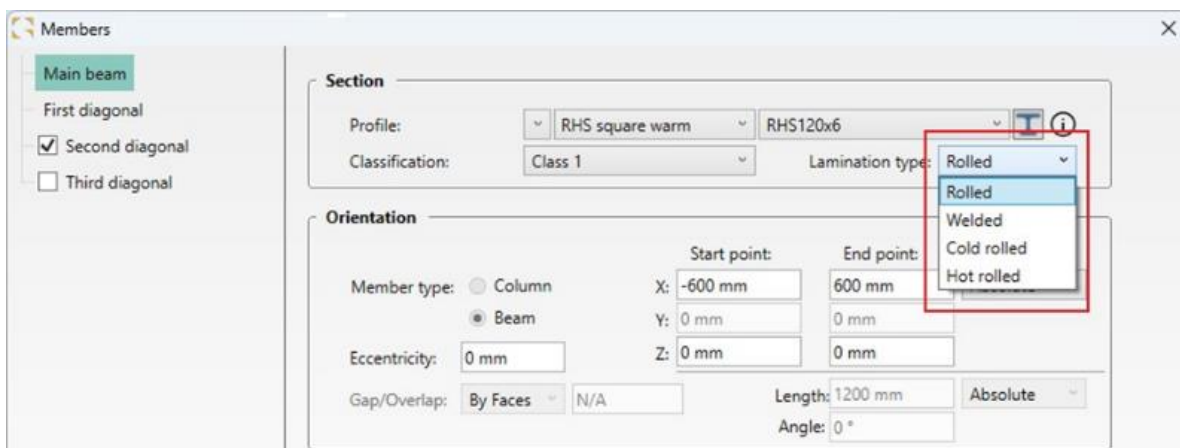 Members
Main beam
First diagonal
Second diagonal
Third diagonal
Section
Profile: RHS square warm RHS120x6
Classification: Class 1 Lamination type: Rolled
Rolled
Welded
Cold rolled
Hot rolled
Orientation
Start point: End point:
Member type: Column X: -600 mm 600 mm
Beam Y: 0 mm 0 mm
Eccentricity: 0 mm Z: 0 mm 0 mm
Gap/Overlap: By Faces N/A Length: 1200 mm Absolute
Angle: 0 °